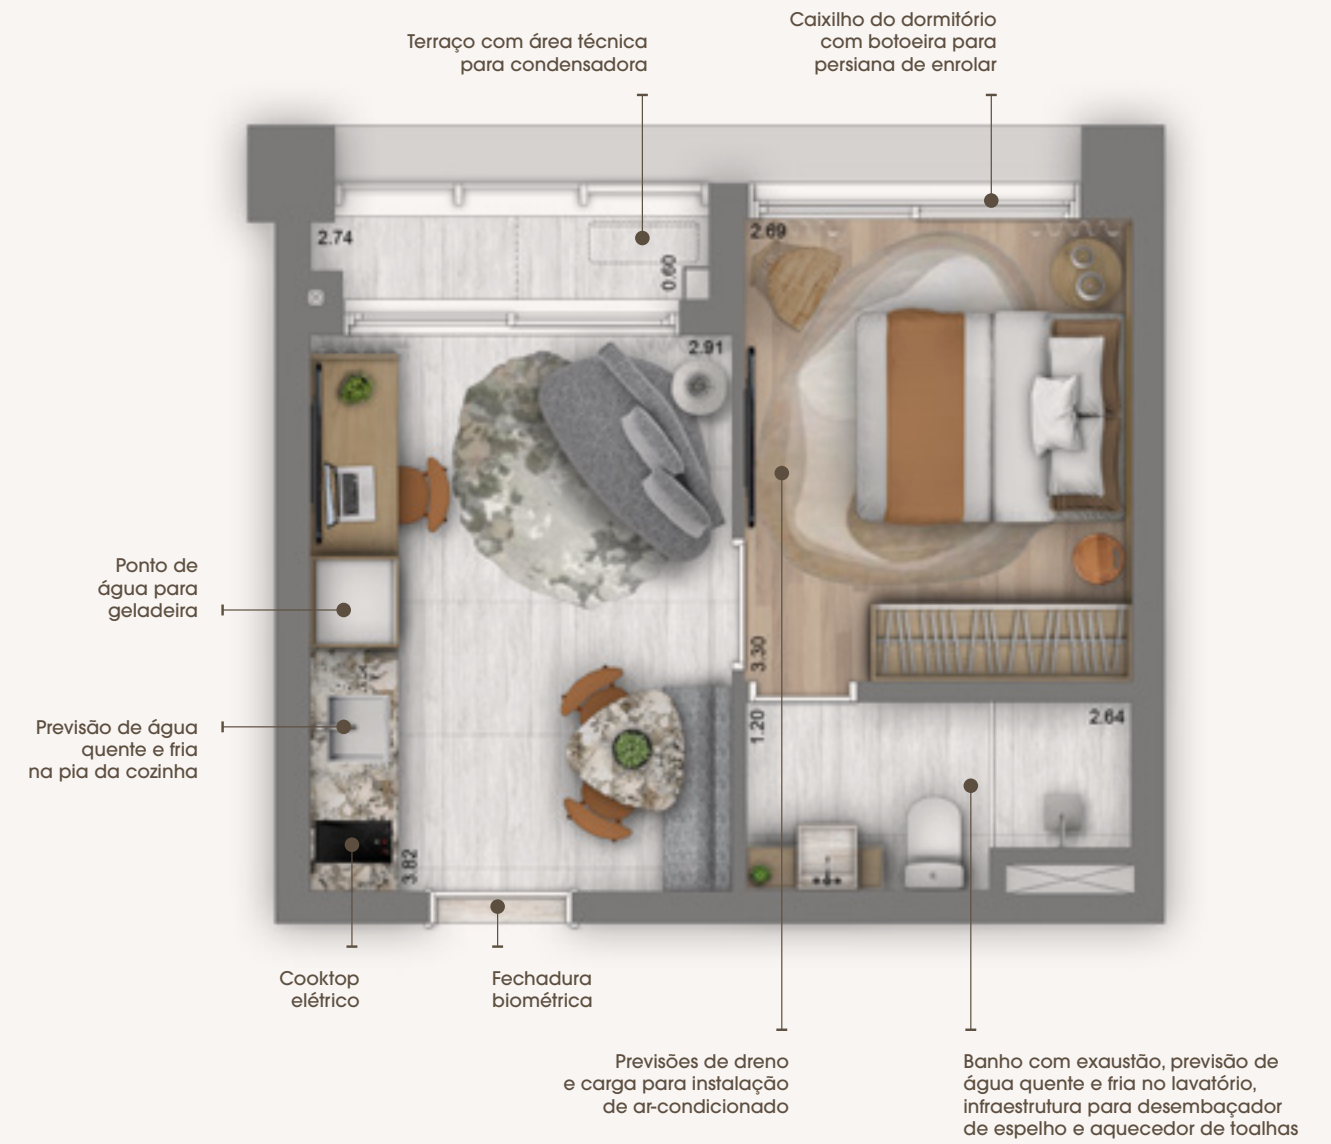 Caixilho do dormitório
com botoeira para
persiana de enrolar
Terraço com área técnica
para condensadora
2.74
0.60
2.69
2.91
Ponto de
água para
geladeira
3.30
Previsão de água
quente e fria
na pia da cozinha
1.20
2.64
3.82
Cooktop
elétrico
Fechadura
biométrica
Previsões de dreno
e carga para instalação
de ar-condicionado
Banho com exaustão, previsão de
água quente e fria no lavatório,
infraestrutura para desembaçador
de espelho e aquecedor de toalhas